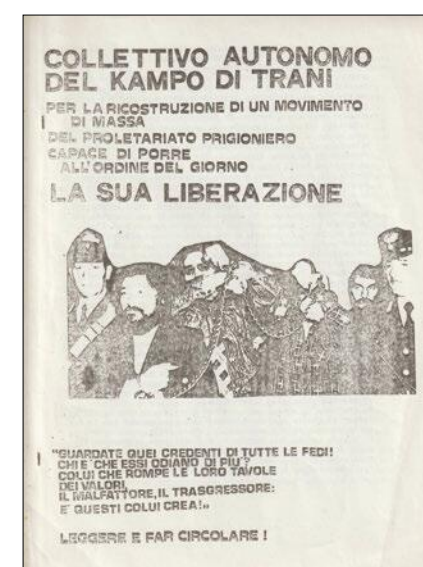 COLLETTIVO AUTONOMO
DEL KAMPO DI TRANI
PER LA RICOSTRUZIONE DI UN MOVIMENTO
DI MASSA
DEL PROLETARIATO PRIGIONIERO
CAPACE DI PORRE
ALL'ORDINE DEL GIORNO
LA SUA LIBERAZIONE
"GUARDATE QUEI CREDENTI DI TUTTE LE FEDI!
CHI E' CHE ESSI ODIANO DI PIU'?
COLUI CHE ROMPE LE LORO TAVOLE
DEI VALORI,
IL MALFATTORE, IL TRASGRESSORE:
E' QUESTI COLUI CREA!»
LEGGERE E FAR CIRCOLARE !